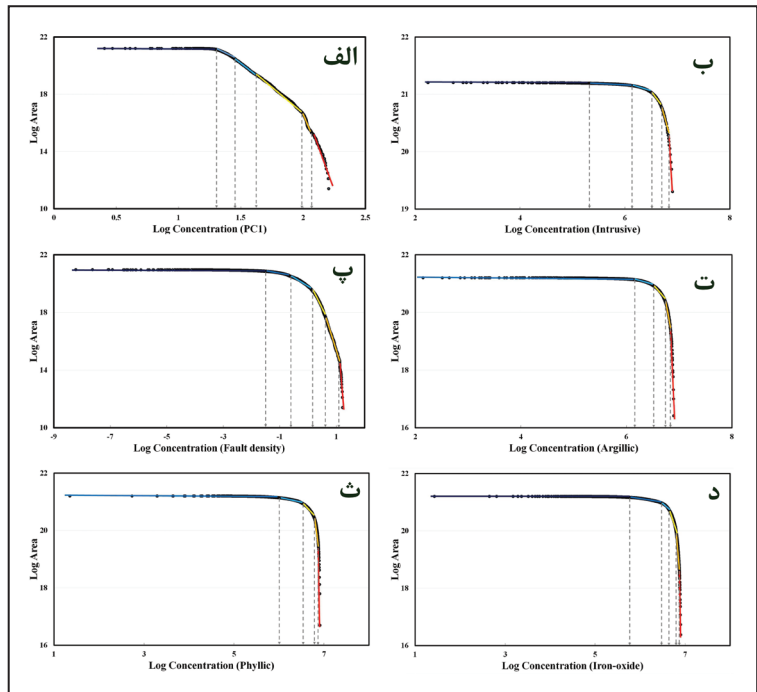 الف
22
18
14
10
Log Area
0
0.5
1
1.5
2
2.5
Log Concentration (PC1)
ب
22
21
20
19
Log Area
2
4
6
8
Log Concentration (Intrusive)
پ
22
18
14
10
Log Area
-9
-7
-5
-3
-1
1
Log Concentration (Fault density)
ت
22
20
18
16
Log Area
2
4
6
8
Log Concentration (Argillic)
ث
22
20
18
16
Log Area
1
3
5
7
Log Concentration (Phyllic)
د
22
20
18
16
Log Area
1
3
5
7
Log Concentration (Iron-oxide)